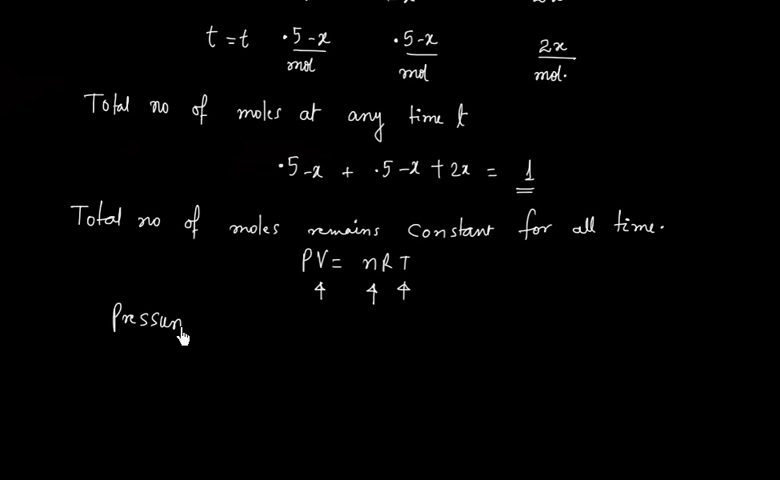 t = t .5-x/mol .5-x/mol 2x/mol.
Total no of moles at any time t
.5-x + .5-x + 2x = 1
Total no of moles remains constant for all time.
PV = nRT
↑ ↑ ↑
Pressur